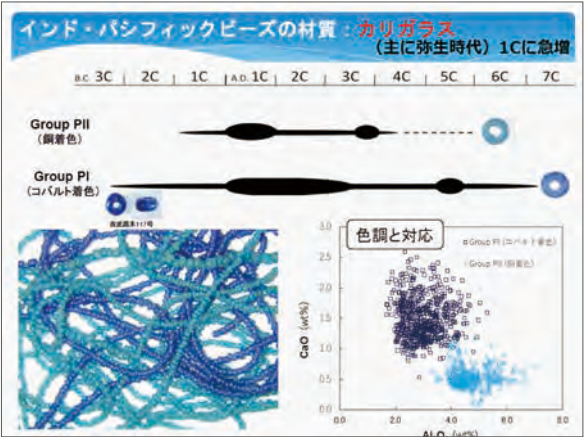 インド・パシフィックビーズの材質：カリガラス
（主に弥生時代）1Cに急増
B.C. 3C | 2C | 1C |A.D. 1C | 2C | 3C | 4C | 5C | 6C | 7C
Group PII
（銅着色）
Group PI
（コバルト着色）
色調と対応
Group PI（コバルト着色）
Group PII（銅着色）
CaO (wt%)
3.0
2.5
2.0
1.5
1.0
0.5
0.0
0.0 2.0 4.0 6.0 8.0
(wt%)